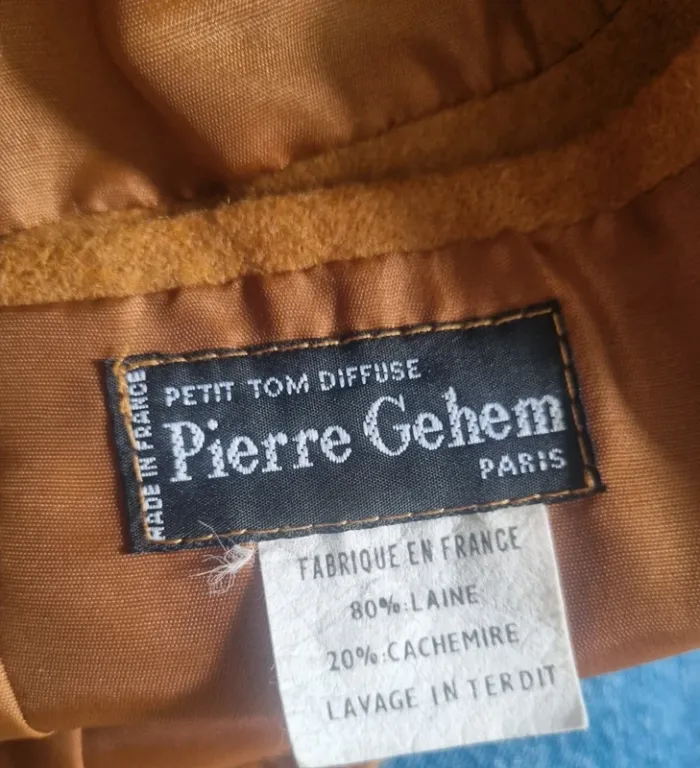 PETIT TOM DIFFUSE
Pierre Gehem
PARIS
MADE IN FRANCE
FABRIQUE EN FRANCE
80%:LAINE
20%:CACHEMIRE
LAVAGE INTERDIT